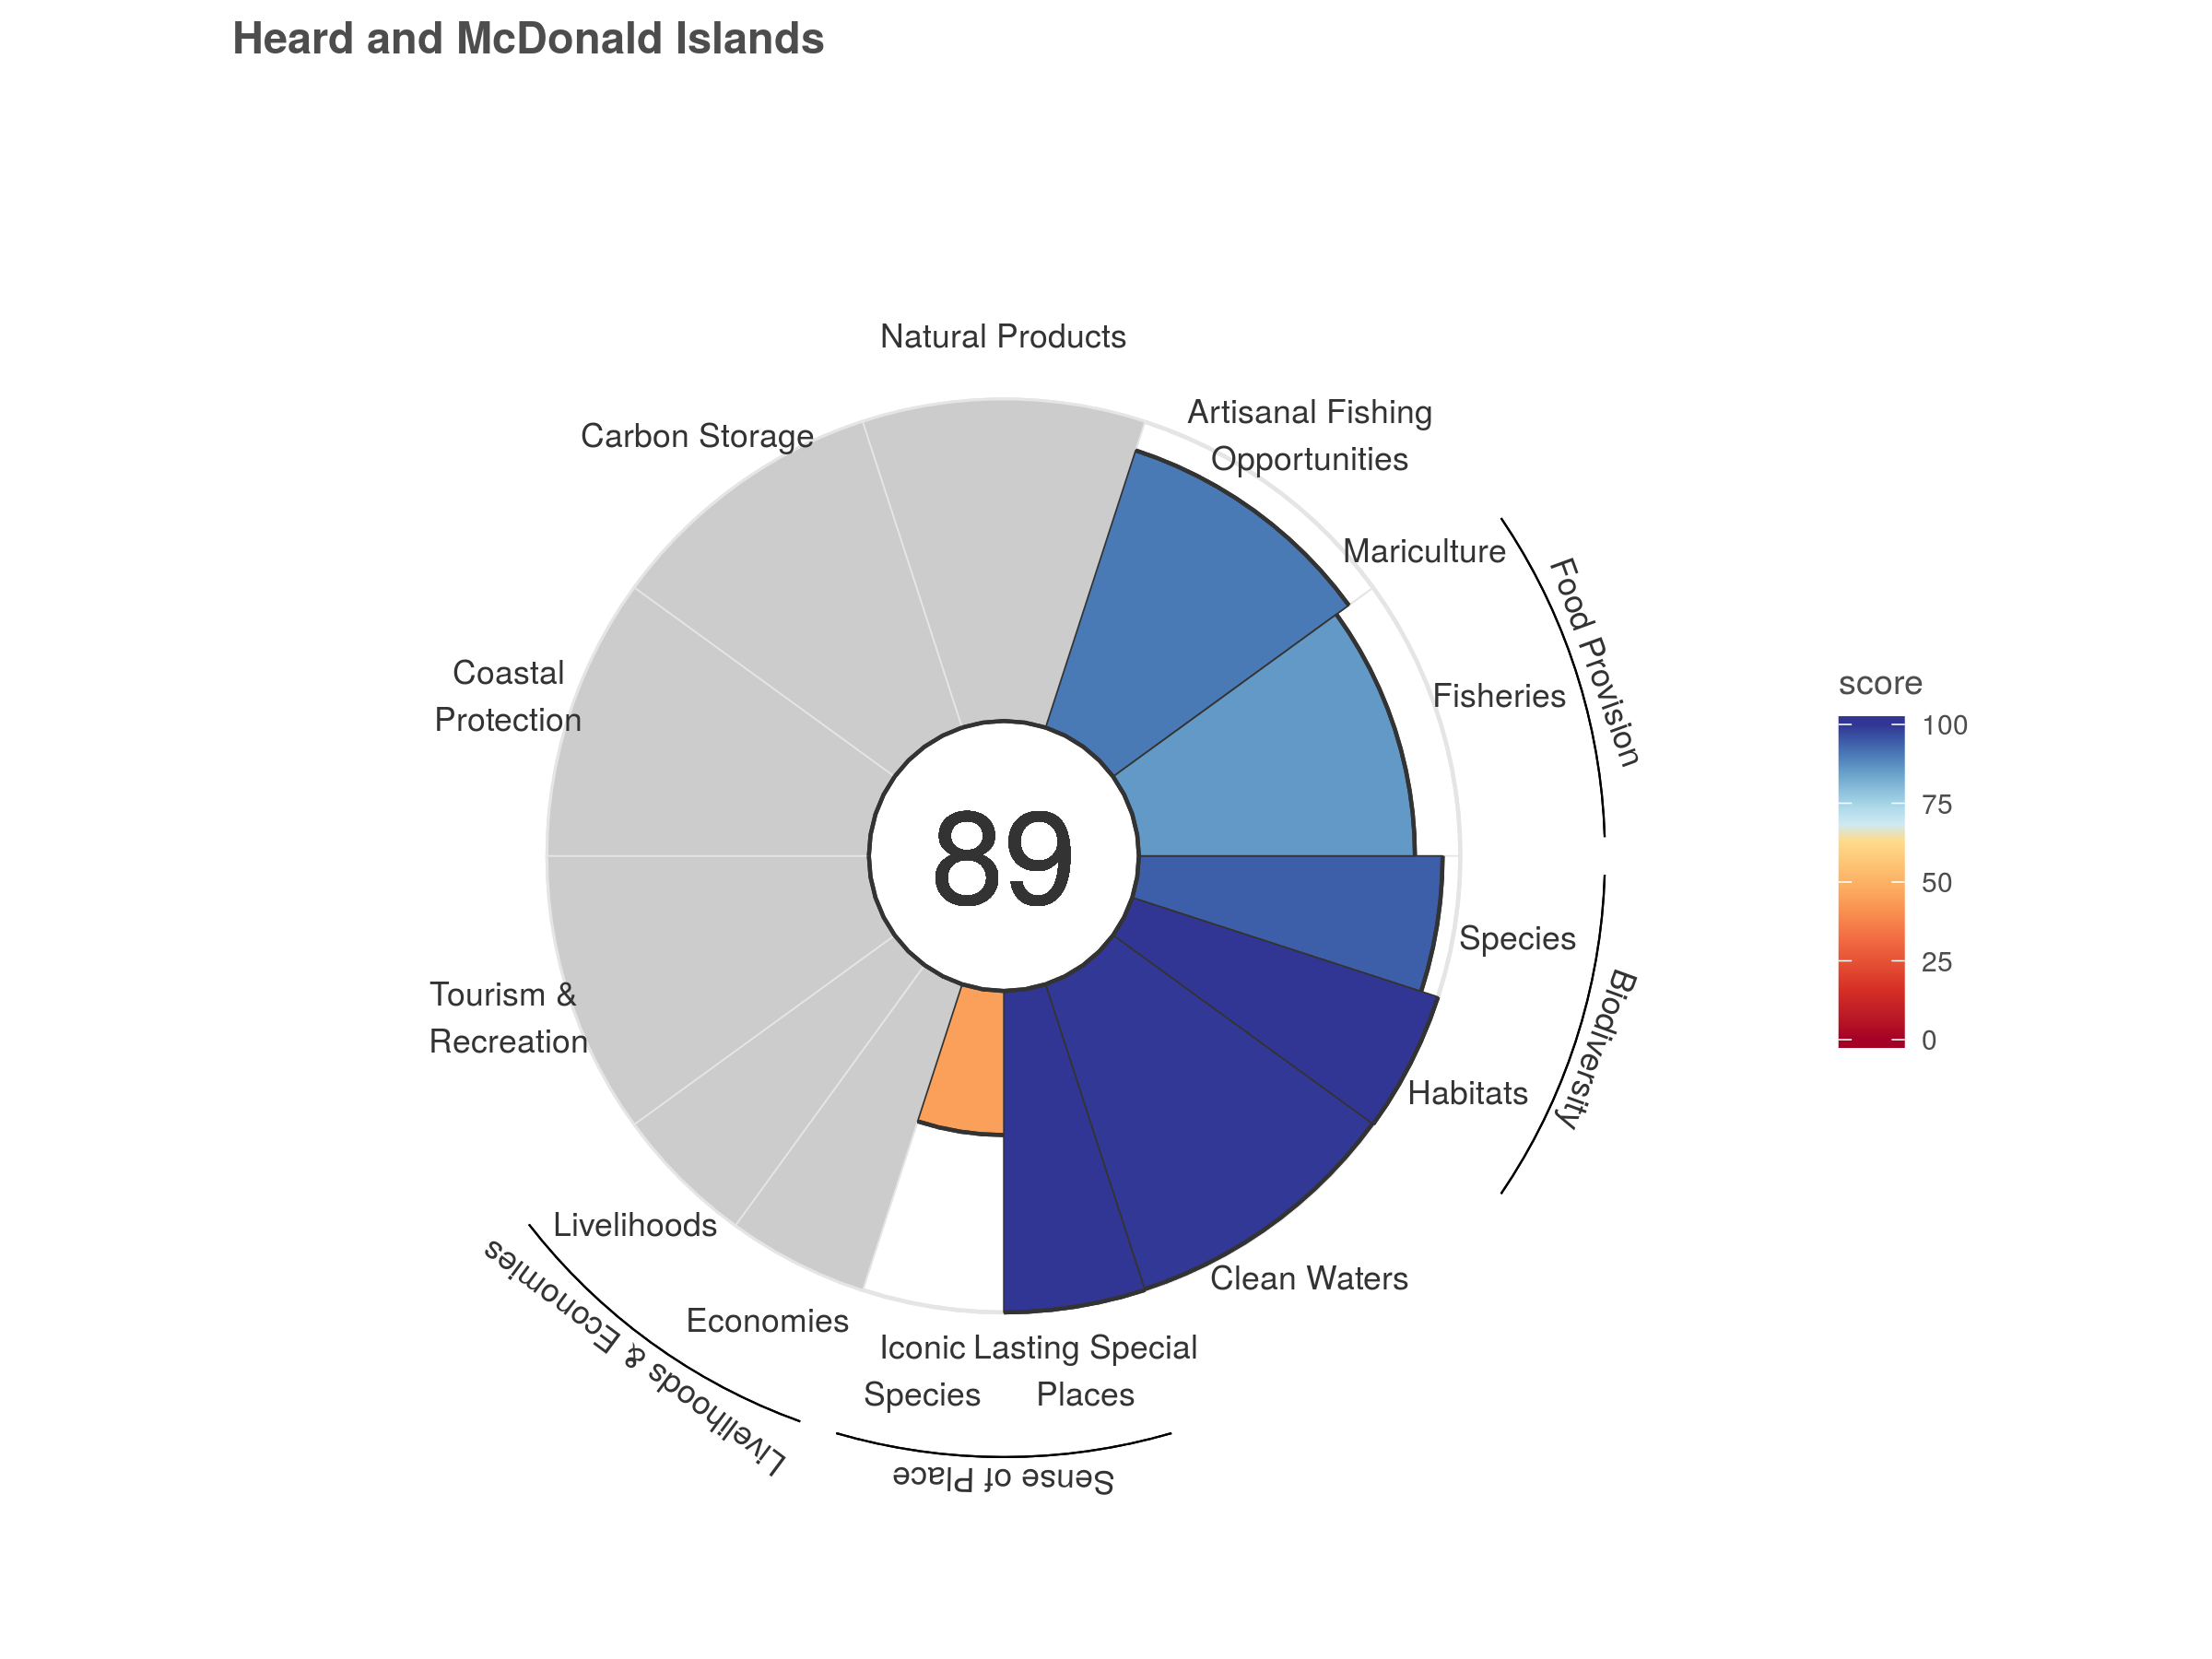 Heard and McDonald Islands
Natural Products
Artisanal Fishing
Opportunities
Carbon Storage
Mariculture
Food Provision
Fisheries
Coastal
Protection
score
100
75
50
25
0
89
Species
Biodiversity
Tourism &
Recreation
Habitats
Livelihoods
Clean Waters
Economies
Livelihoods & Economies
Iconic
Species
Lasting Special
Places
Sense of Place